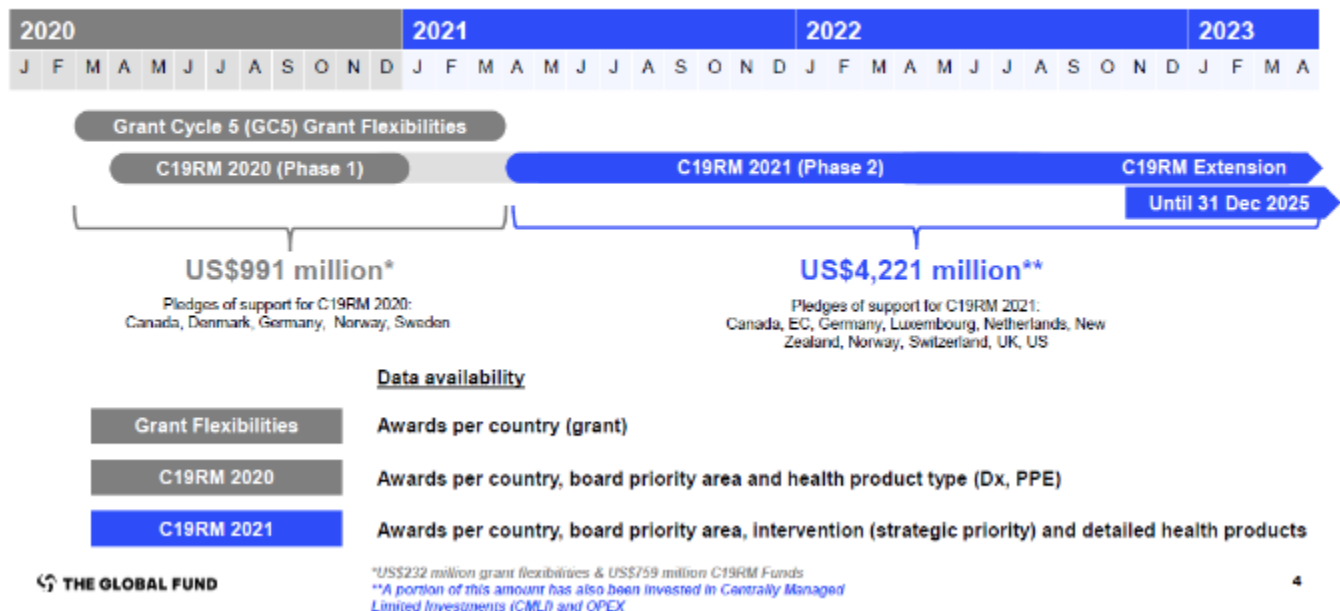 2020 2021 2022 2023
J F M A M J J A S O N D J F M A M J J A S O N D J F M A M J J A S O N D J F M A
Grant Cycle 5 (GC5) Grant Flexibilities
C19RM 2020 (Phase 1) C19RM 2021 (Phase 2) C19RM Extension
Until 31 Dec 2025
US$991 million* US$4,221 million**
Pledges of support for C19RM 2020:
Canada, Denmark, Germany, Norway, Sweden
Pledges of support for C19RM 2021:
Canada, EC, Germany, Luxembourg, Netherlands, New
Zealand, Norway, Switzerland, UK, US
Data availability
Grant Flexibilities Awards per country (grant)
C19RM 2020 Awards per country, board priority area and health product type (Dx, PPE)
C19RM 2021 Awards per country, board priority area, intervention (strategic priority) and detailed health products
THE GLOBAL FUND
*US$232 million grant flexibilities & US$759 million C19RM Funds
**A portion of this amount has also been invested in Centrally Managed
Limited Investments (CMLI) and OPEX
4